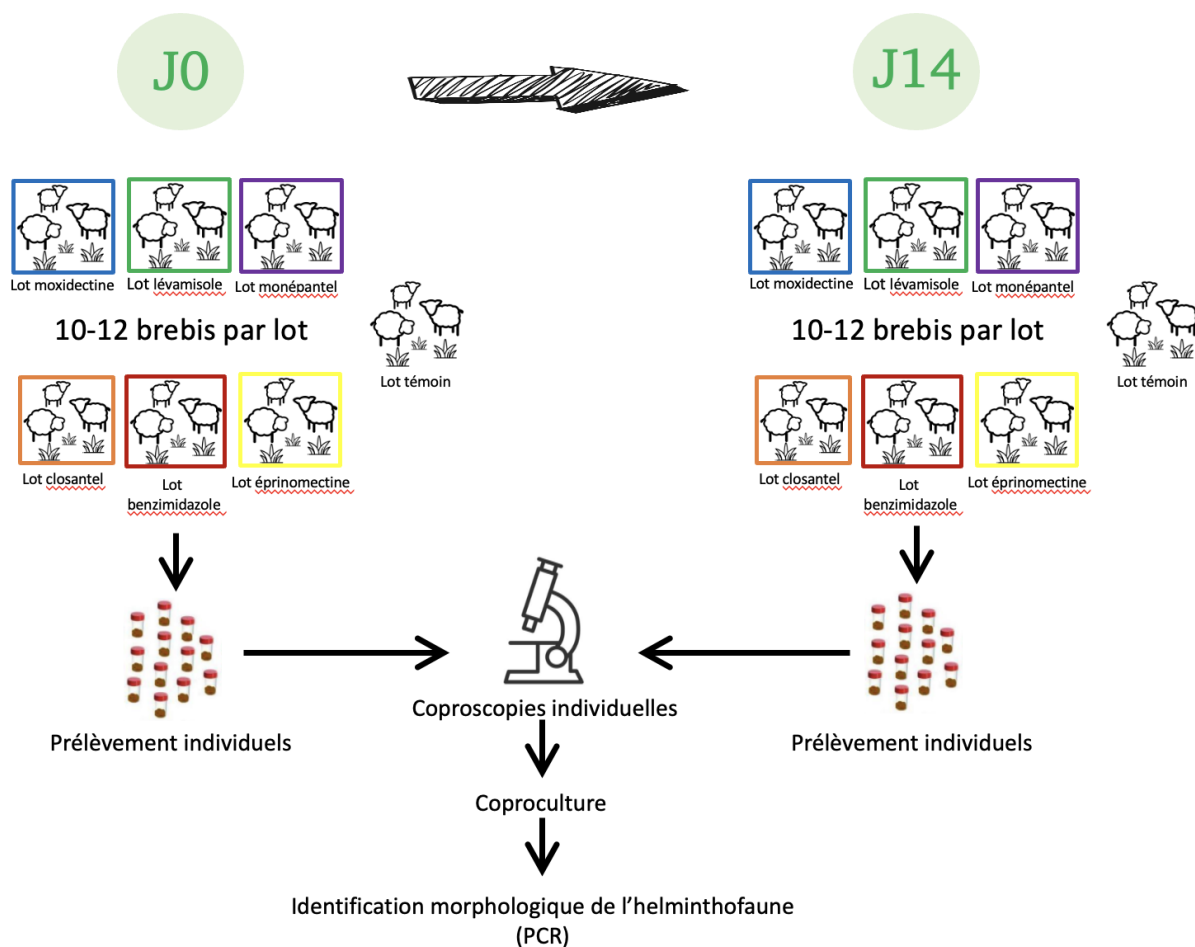 J0
J14
Lot moxidectine
Lot lévamisole
Lot monépantel
10-12 brebis par lot
Lot témoin
Lot closantel
Lot
benzimidazole
Lot éprinomectine
Lot moxidectine
Lot lévamisole
Lot monépantel
10-12 brebis par lot
Lot témoin
Lot closantel
Lot
benzimidazole
Lot éprinomectine
Prélèvement individuels
Coproscopies individuelles
Prélèvement individuels
Coproculture
Identification morphologique de l’helminthofaune
(PCR)